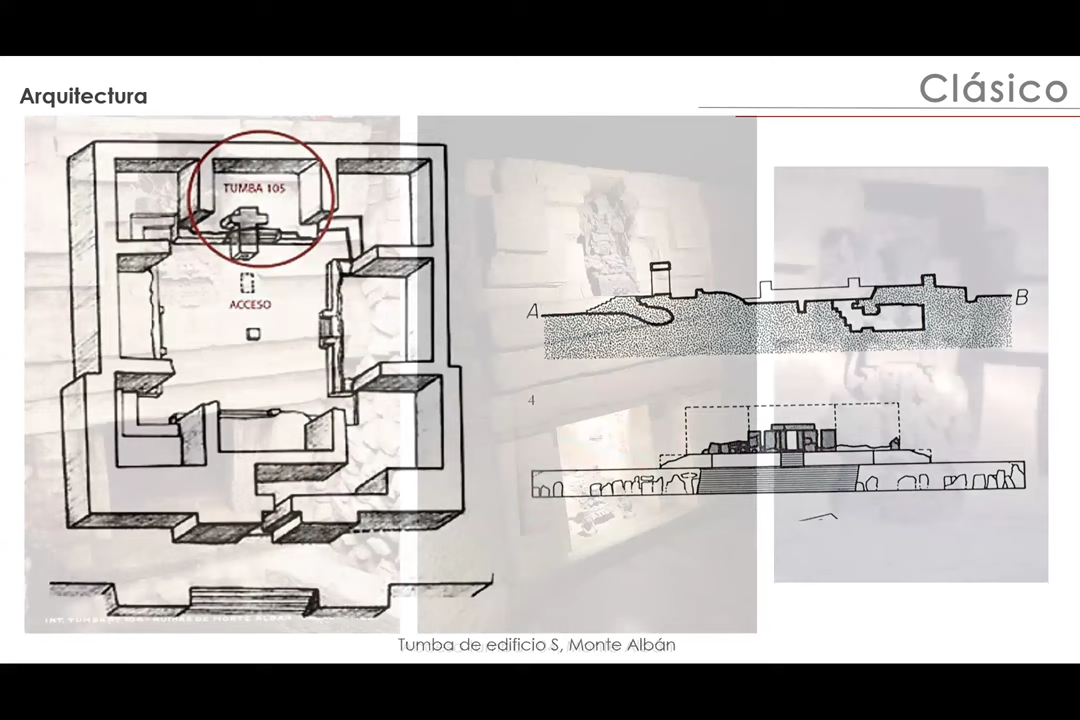 Clásico
Arquitectura
TUMBA 105
ACCESO
A
B
4
Tumba de edificio S, Monte Albán